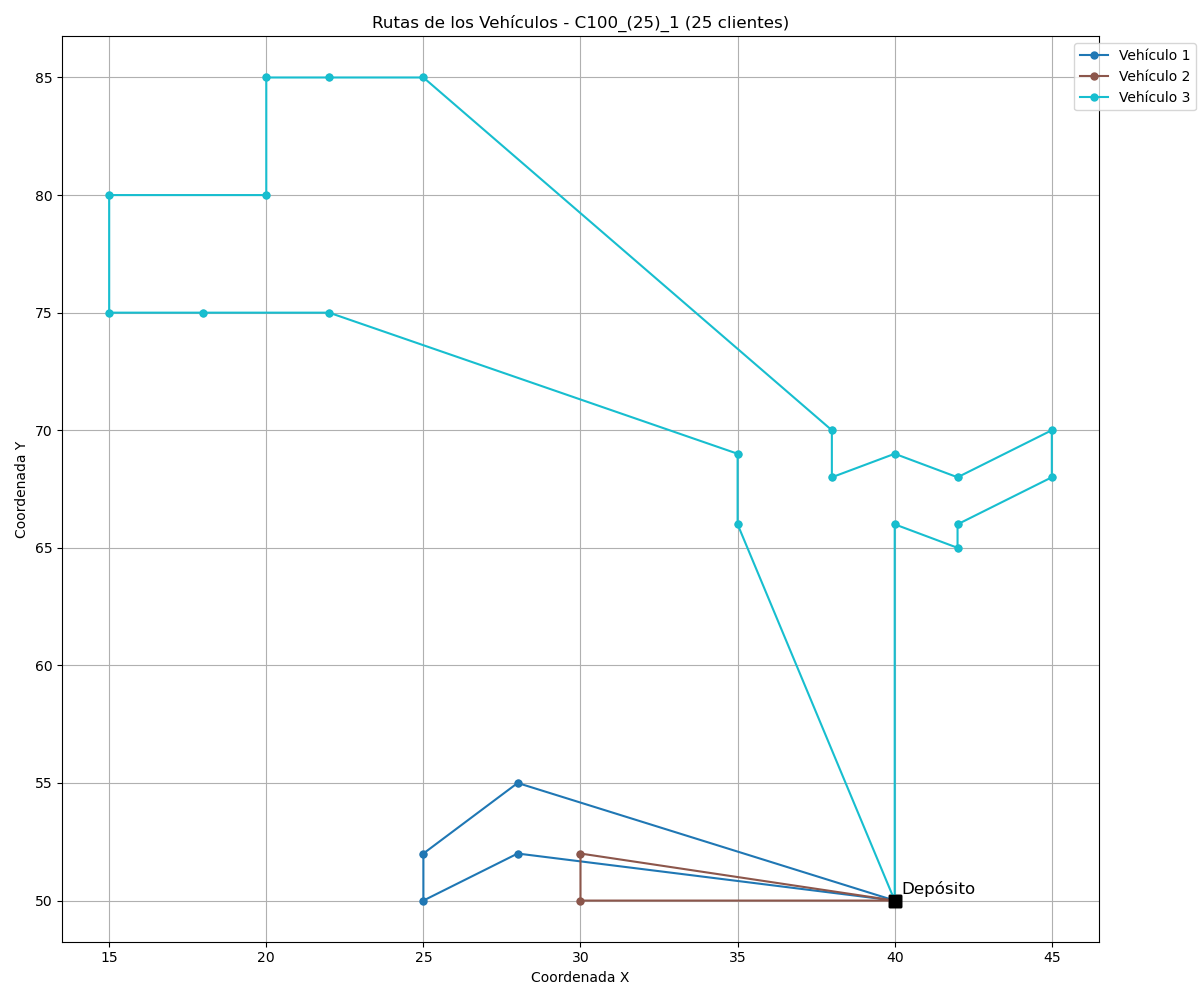 Rutas de los Vehículos - C100_(25)_1 (25 clientes)
Vehículo 1
Vehículo 2
Vehículo 3
Coordenada Y
85
80
75
70
65
60
55
50
Depósito
15 20 25 30 35 40 45
Coordenada X